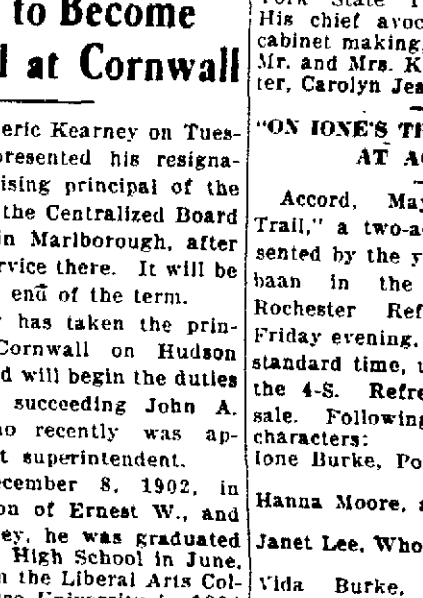 to Become
at Cornwall
eric Kearney on Tues-
presented his resigna-
ising principal of the
the Centralized Board
in Marlborough, after
rvice there. It will be
end of the term.
has taken the prin-
Cornwall on Hudson
d will begin the duties
succeeding John A.
no recently was ap-
t superintendent.
ecember 8, 1902, in
on of Ernest W., and
ey, he was graduated
High School in June,
n the Liberal Arts Col-
York State
His chief avoc
cabinet making,
Mr. and Mrs. K
ter, Carolyn Jea
"ON IONE'S T
AT A
Accord, May
Trail," a two-a
sented by the y
baan in the
Rochester Ref
Friday evening,
standard time, t
the 4-S. Refre
sale. Following
characters:
Ione Burke, Po
Hanna Moore, a
Janet Lee, Who
Vida Burke,